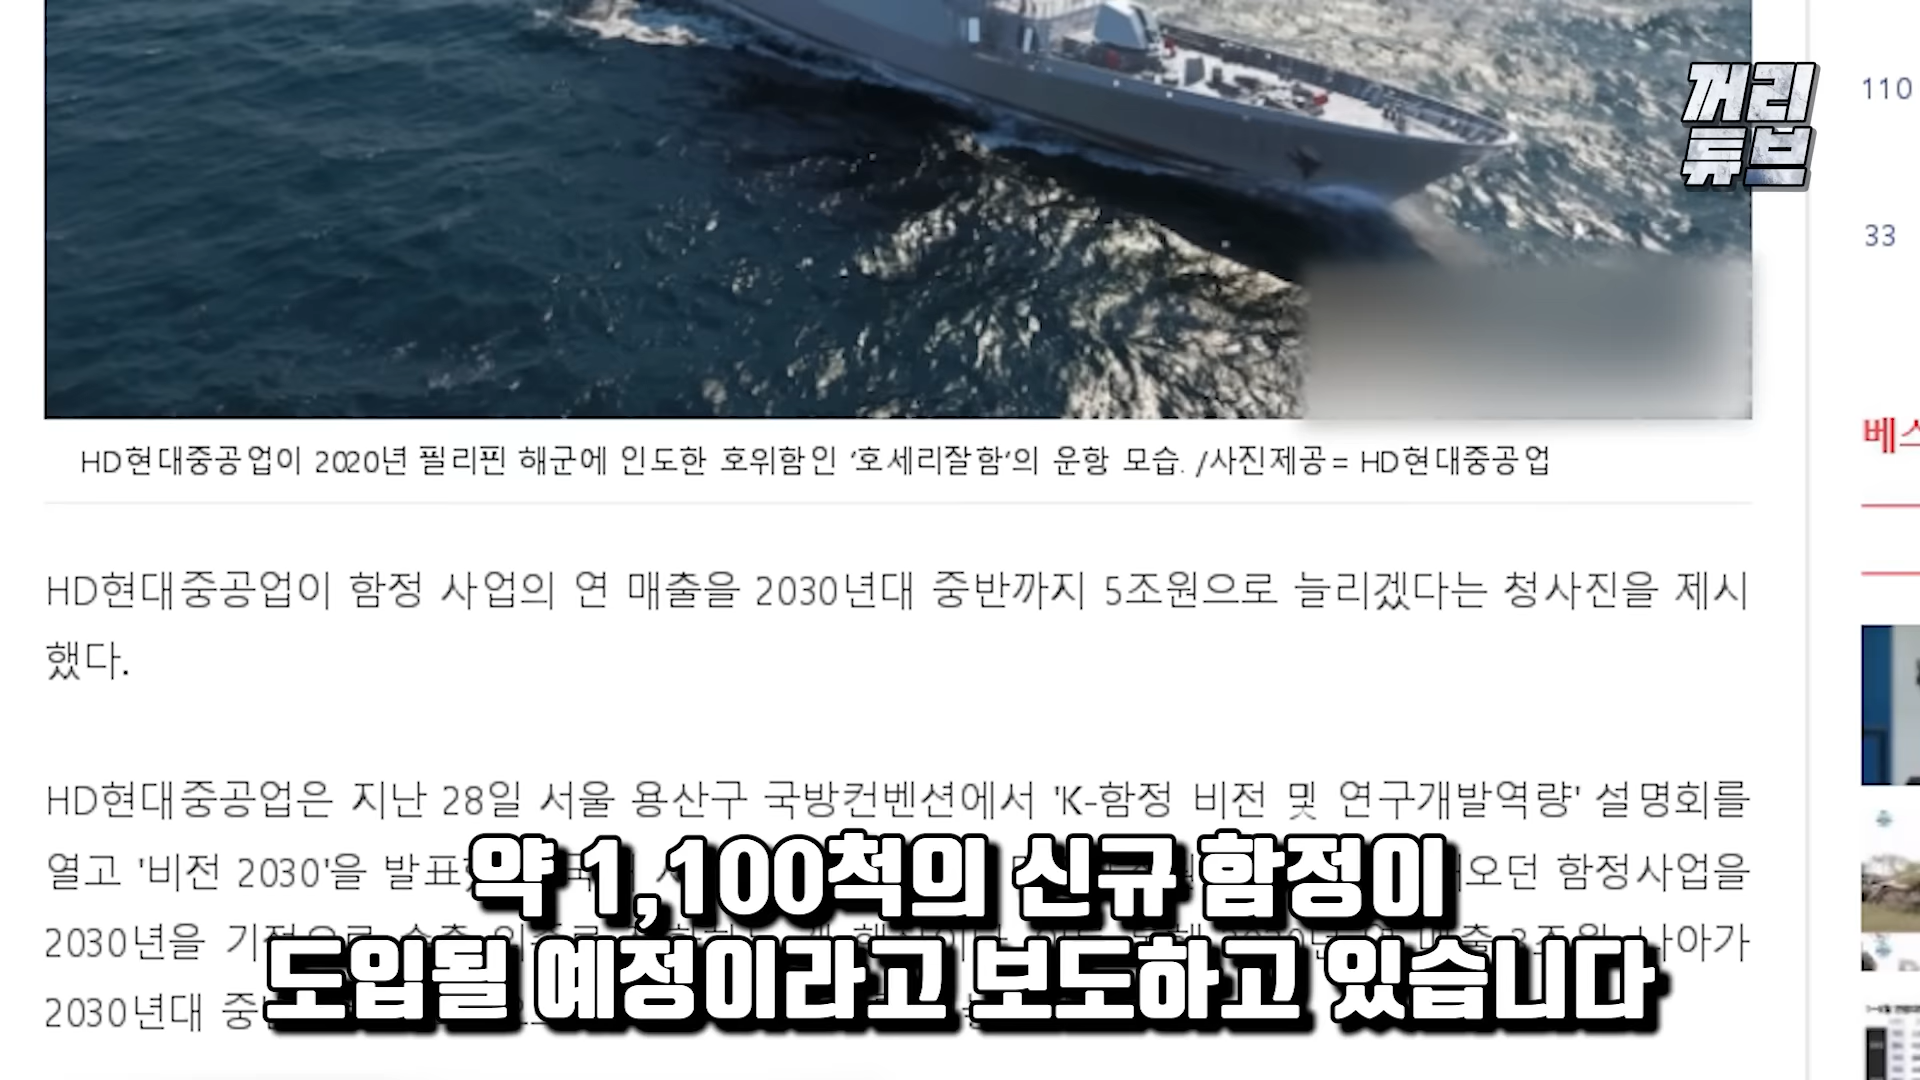 꺼리
튜브
110
33
베스
HD현대중공업이 2020년 필리핀 해군에 인도한 호위함인 '호세리잘함'의 운항 모습. /사진제공= HD현대중공업
HD현대중공업이 함정 사업의 연 매출을 2030년대 중반까지 5조원으로 늘리겠다는 청사진을 제시
했다.
HD현대중공업은 지난 28일 서울 용산구 국방컨벤션에서 'K-함정 비전 및 연구개발역량' 설명회를
열고 '비전 2030'을 함정사업을
2030년을 나아가
2030년대
약 1,100척의 신규 함정이
도입될 예정이라고 보도하고 있습니다